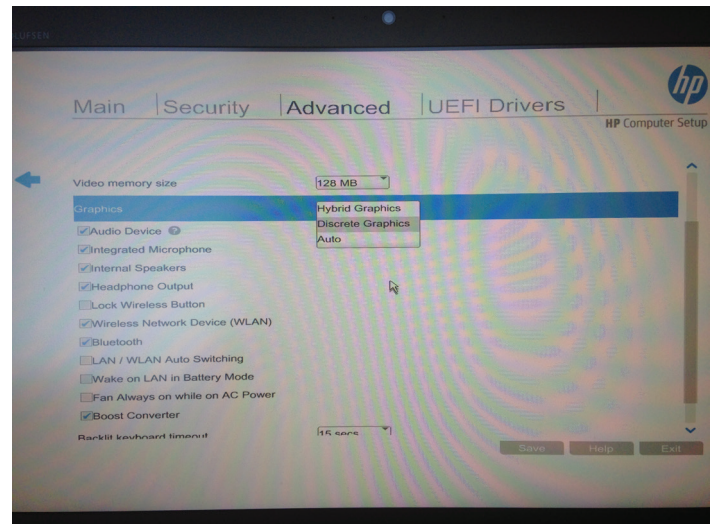 LUFSEN
hp
Main Security Advanced UEFI Drivers
HP Computer Setup
Video memory size 128 MB
Graphics Hybrid Graphics
Discrete Graphics
Auto
Audio Device ?
Integrated Microphone
Internal Speakers
Headphone Output
Lock Wireless Button
Wireless Network Device (WLAN)
Bluetooth
LAN / WLAN Auto Switching
Wake on LAN in Battery Mode
Fan Always on while on AC Power
Boost Converter
Backlit keyboard timeout 15 secs
Save Help Exit